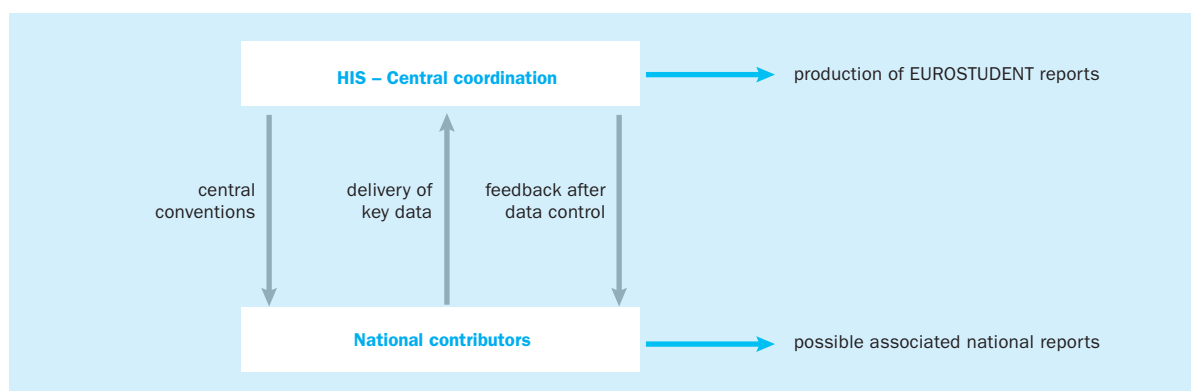 HIS – Central coordination
production of EUROSTUDENT reports
central
conventions
delivery of
key data
feedback after
data control
National contributors
possible associated national reports